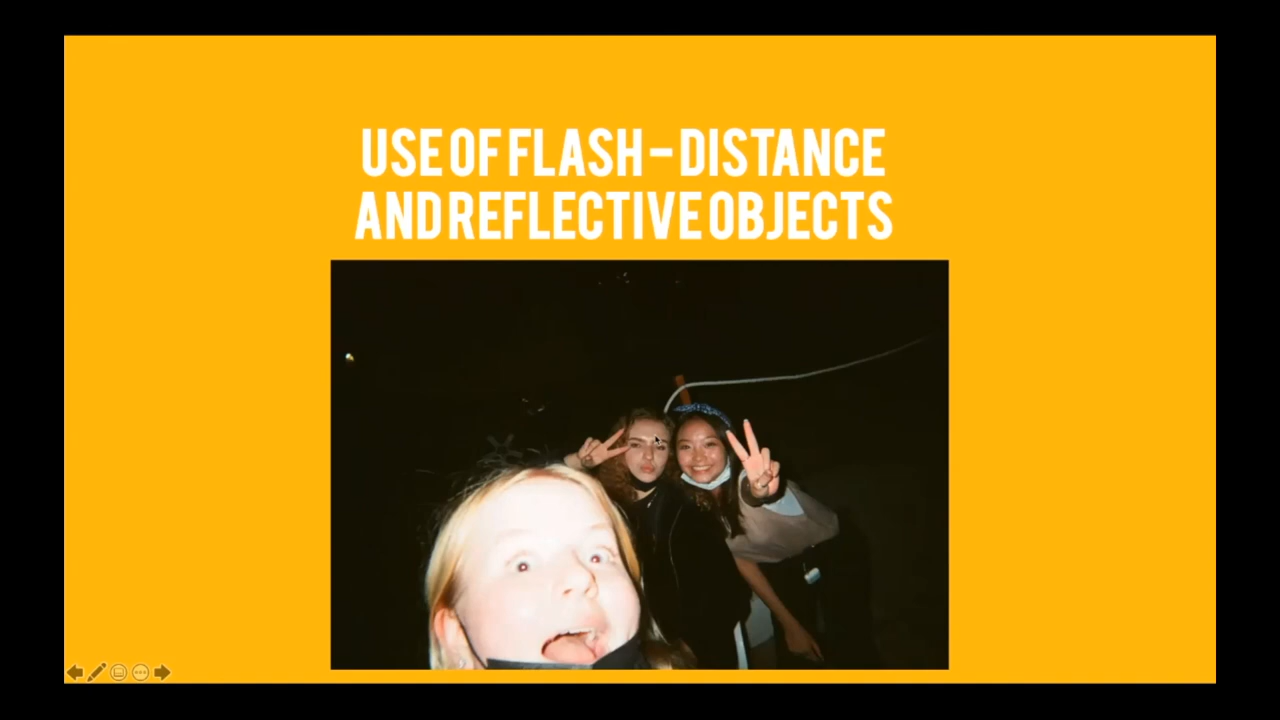 USE OF FLASH – DISTANCE
AND REFLECTIVE OBJECTS